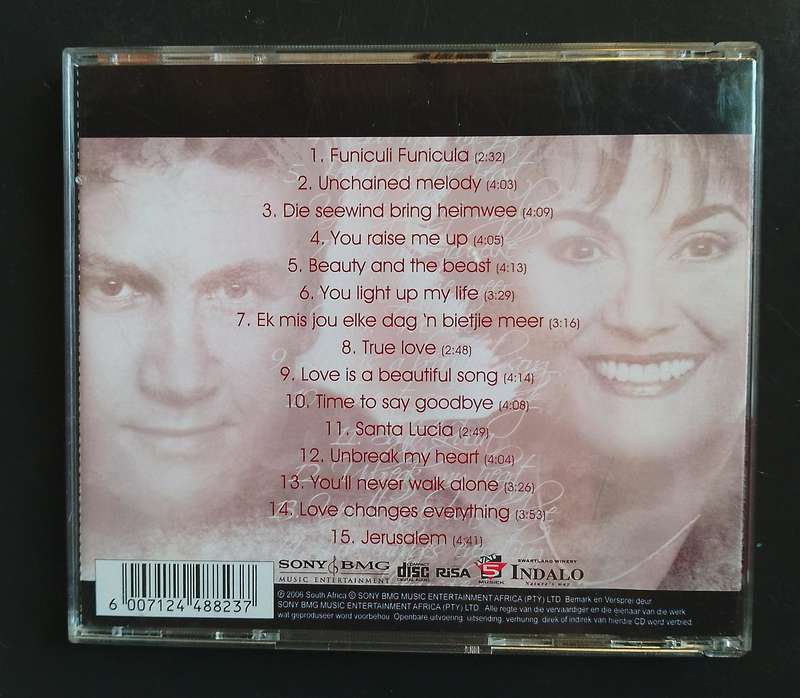 1. Funiculi Funicula (2:32)
2. Unchained melody (4:03)
3. Die seewind bring heimwee (4:09)
4. You raise me up (4:05)
5. Beauty and the beast (4:13)
6. You light up my life (3:29)
7. Ek mis jou elke dag 'n bietjie meer (3:16)
8. True love (2:48)
9. Love is a beautiful song (4:14)
10. Time to say goodbye (4:08)
11. Santa Lucia (2:49)
12. Unbreak my heart (4:04)
13. You'll never walk alone (3:26)
14. Love changes everything (3:53)
15. Jerusalem (4:41)
SONY BMG
MUSIC ENTERTAINMENT
disc
DIGITAL AUDIO
RiSA
5
MUSIEK
SWARTLAND WINERY
INDALO
Nature's way
6 007124 488237
℗ 2006 South Africa © SONY BMG MUSIC ENTERTAINMENT AFRICA (PTY) LTD. Bemark en Versprei deur
SONY BMG MUSIC ENTERTAINMENT AFRICA (PTY) LTD. Alle regte van die vervaardiger en die eienaar van die werk
wat geproduseer word voorbehou. Openbare uitvoering, uitsending, verhuring, direk of indirek van hierdie CD word verbied.